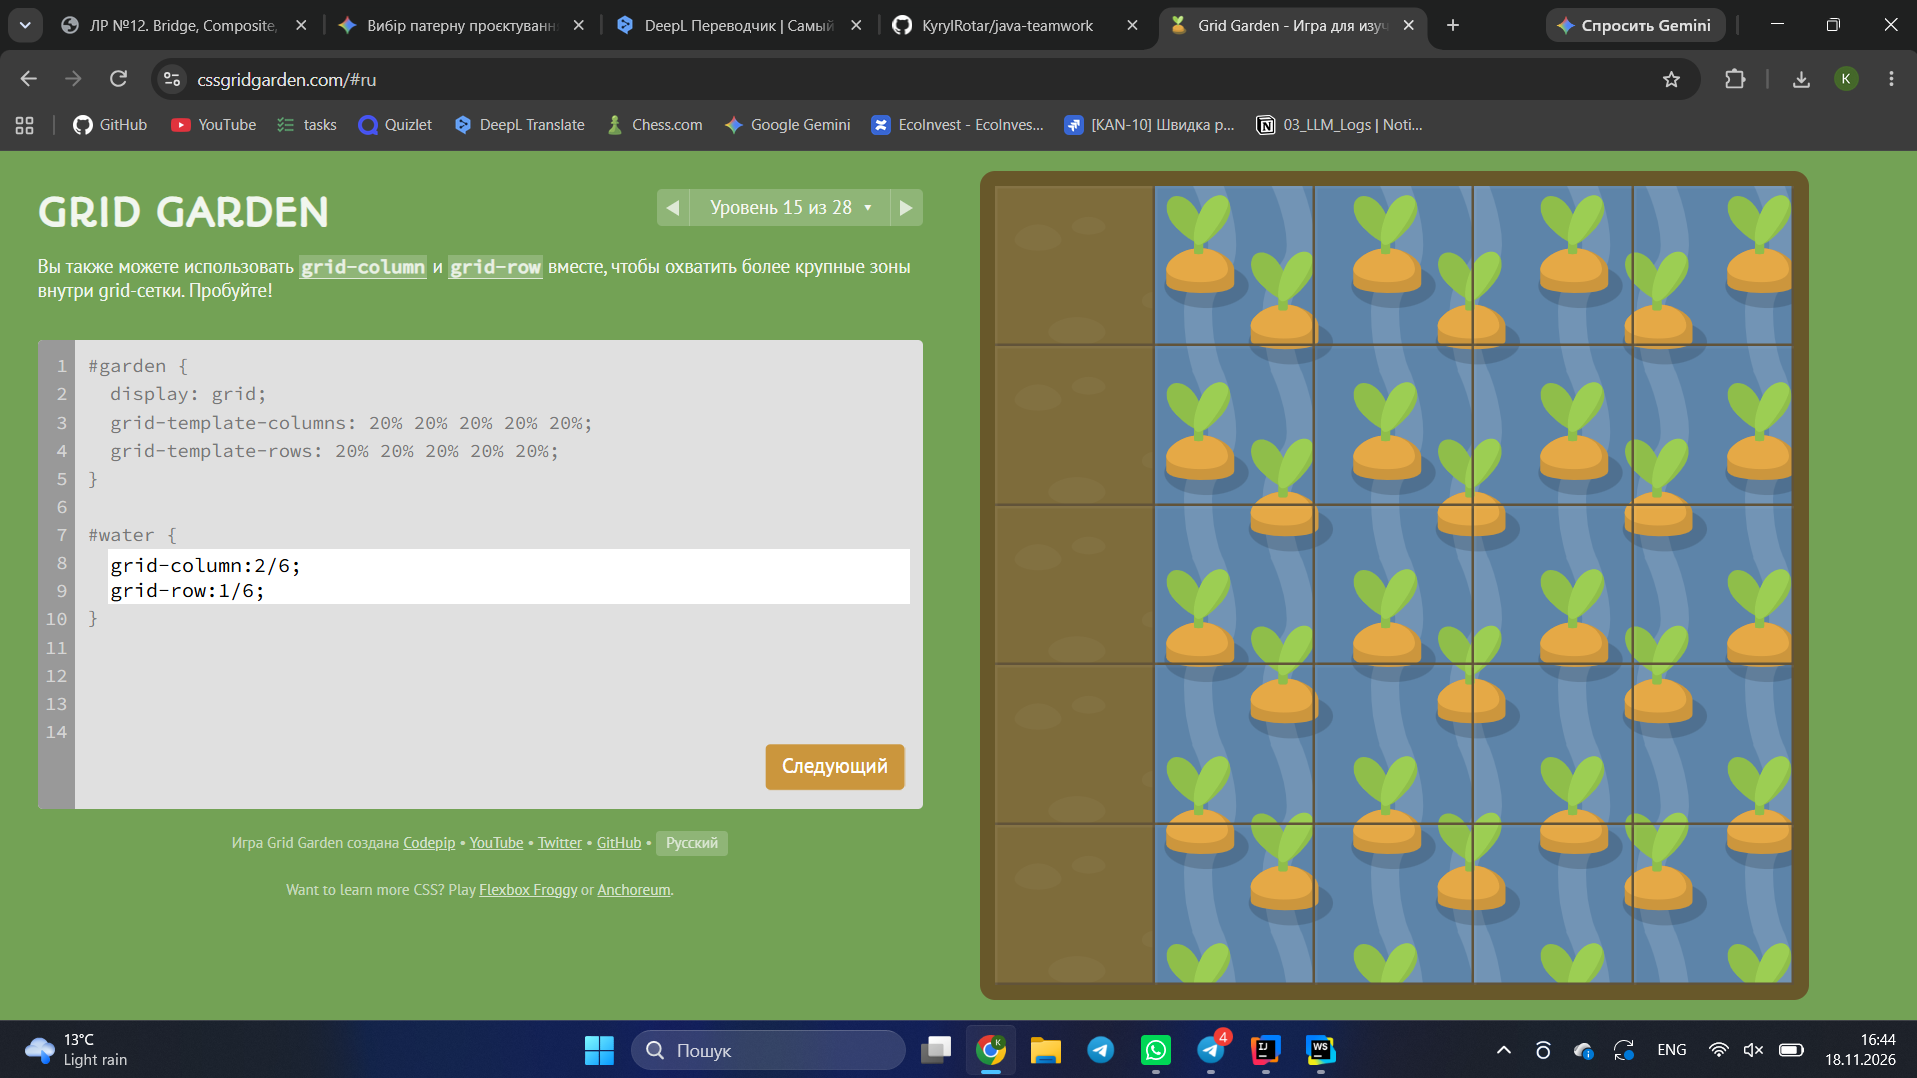 ЛР №12. Bridge, Composite,
Вибір патерну проєктуванн
DeepL Переводчик | Самый
KyrylRotar/java-teamwork
Grid Garden - Игра для изуч
Спросить Gemini
cssgridgarden.com/#ru
K
GitHub
YouTube
tasks
Quizlet
DeepL Translate
Chess.com
Google Gemini
EcoInvest - EcoInves...
[KAN-10] Швидка р...
03_LLM_Logs | Noti...
GRID GARDEN
Уровень 15 из 28
Вы также можете использовать grid-column и grid-row вместе, чтобы охватить более крупные зоны
внутри grid-сетки. Пробуйте!
1 #garden {
2 display: grid;
3 grid-template-columns: 20% 20% 20% 20% 20%;
4 grid-template-rows: 20% 20% 20% 20% 20%;
5 }
6
7 #water {
8 grid-column:2/6;
9 grid-row:1/6;
10 }
11
12
13
14
Следующий
Игра Grid Garden создана Codepip • YouTube • Twitter • GitHub • Русский
Want to learn more CSS? Play Flexbox Froggy or Anchoreum.
13°C
Light rain
Пошук
K
4
IJ
WS
ENG
16:44
18.11.2026